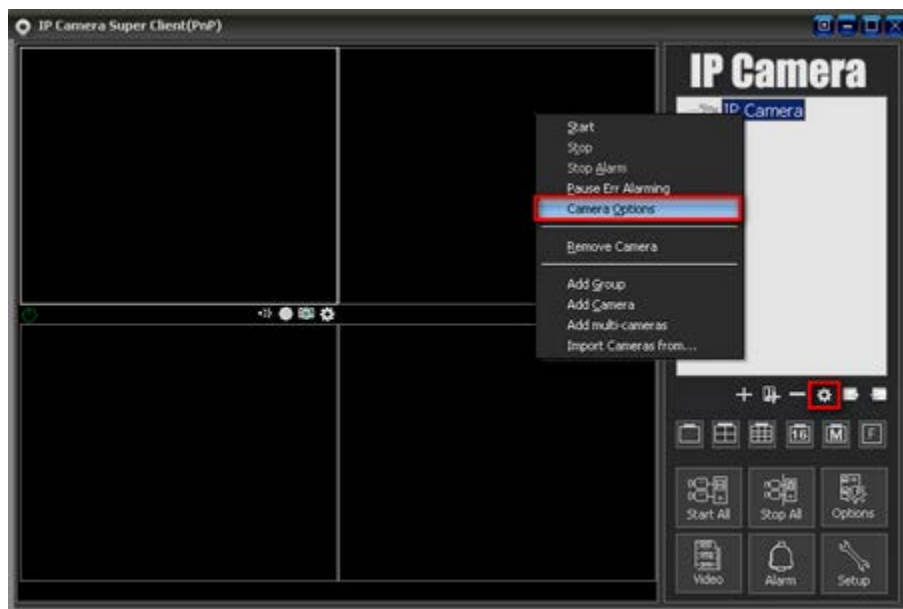 IP Camera Super Client(PnP)
IP Camera
IP Camera
Start
Stop
Stop Alarm
Pause Err Alarming
Camera Options
Remove Camera
Add Group
Add Camera
Add multi-cameras
Import Cameras from...
16
M
F
Start All
Stop All
Options
Video
Alarm
Setup